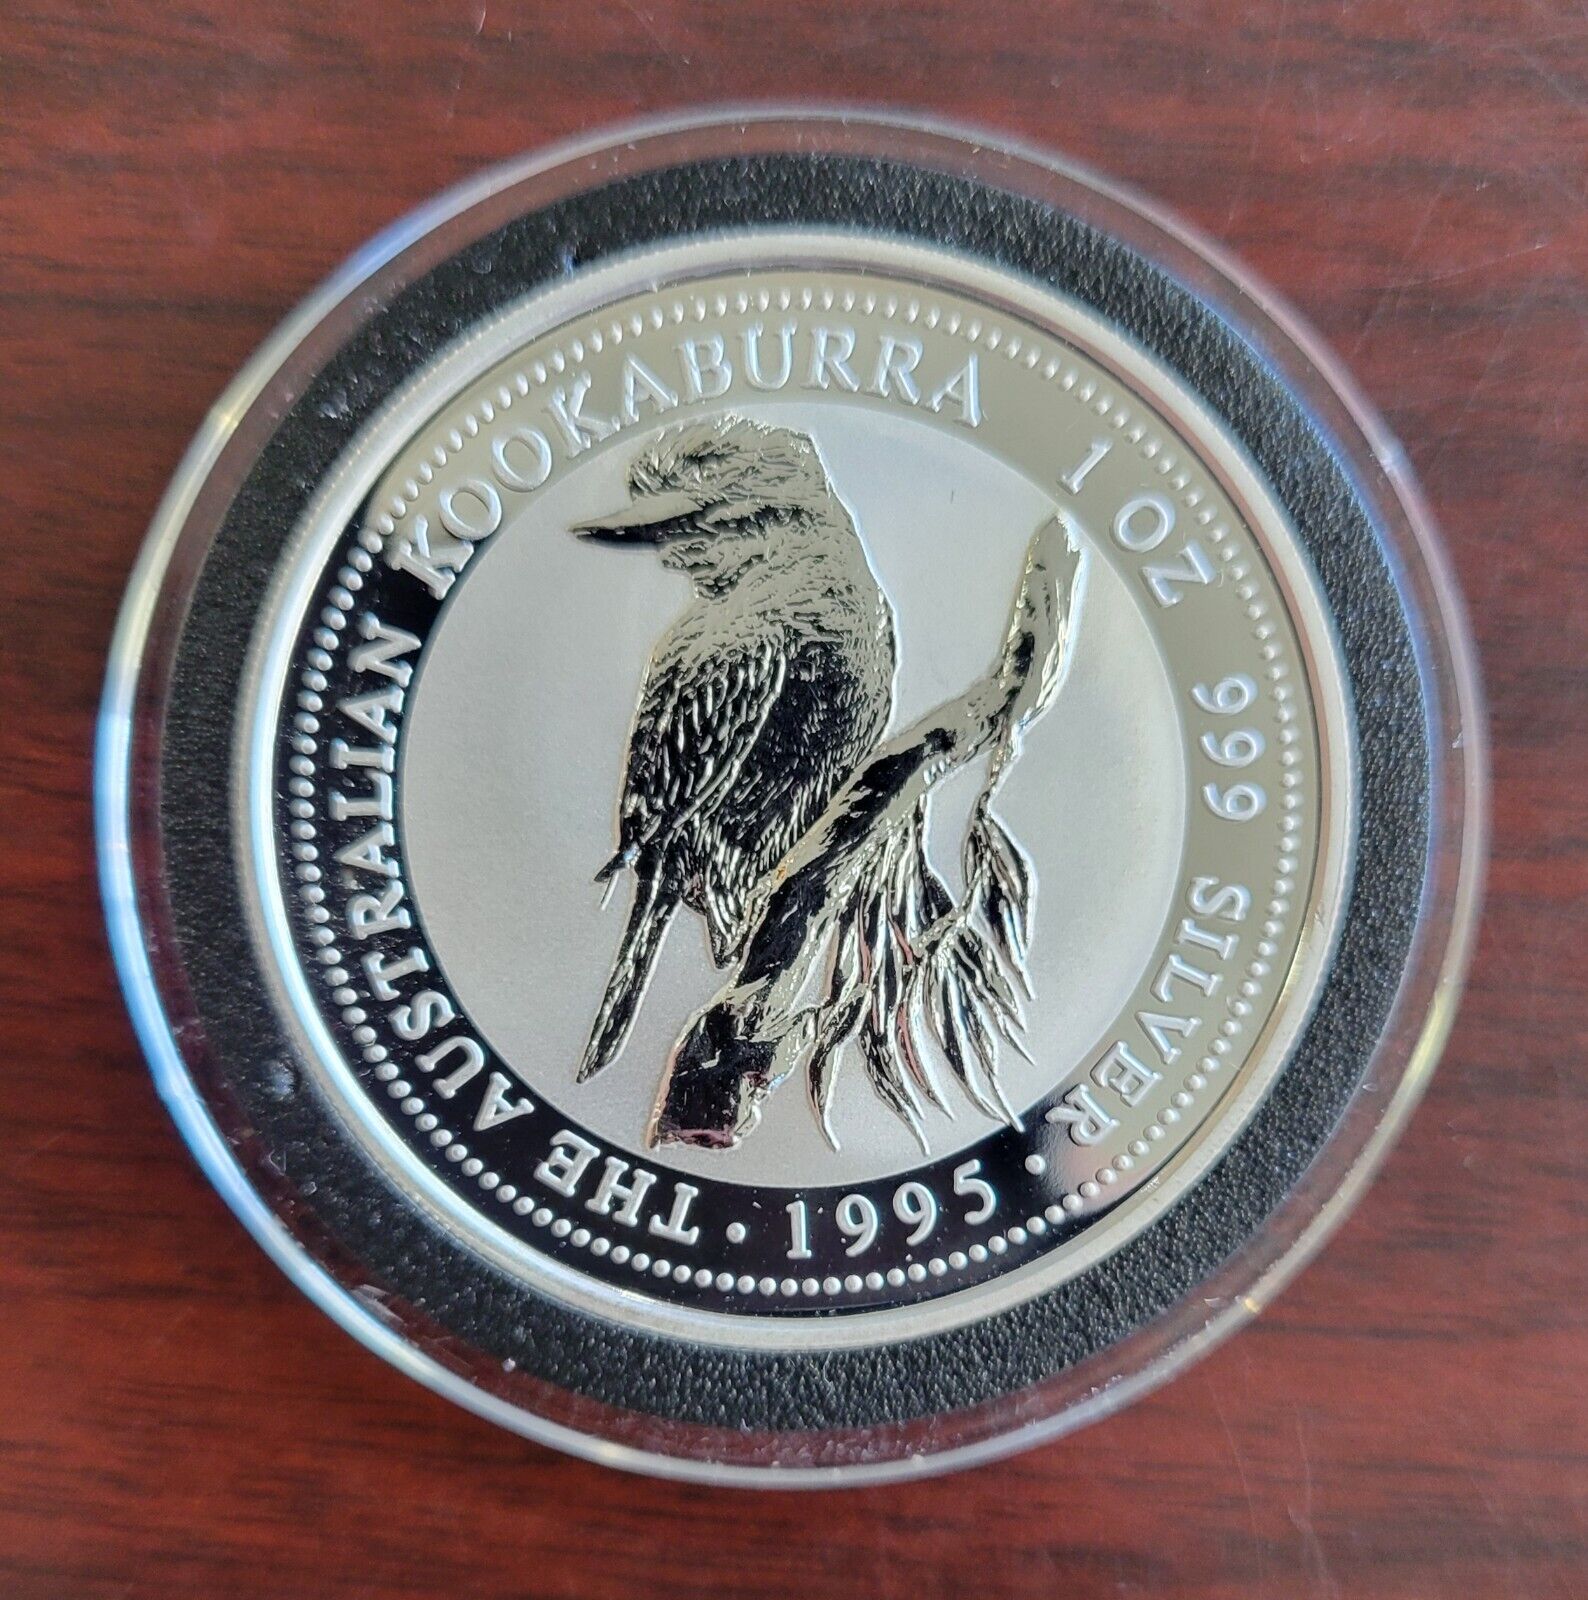 THE AUSTRALIAN KOOKABURRA 1 OZ 999 SILVER
· 1995 ·